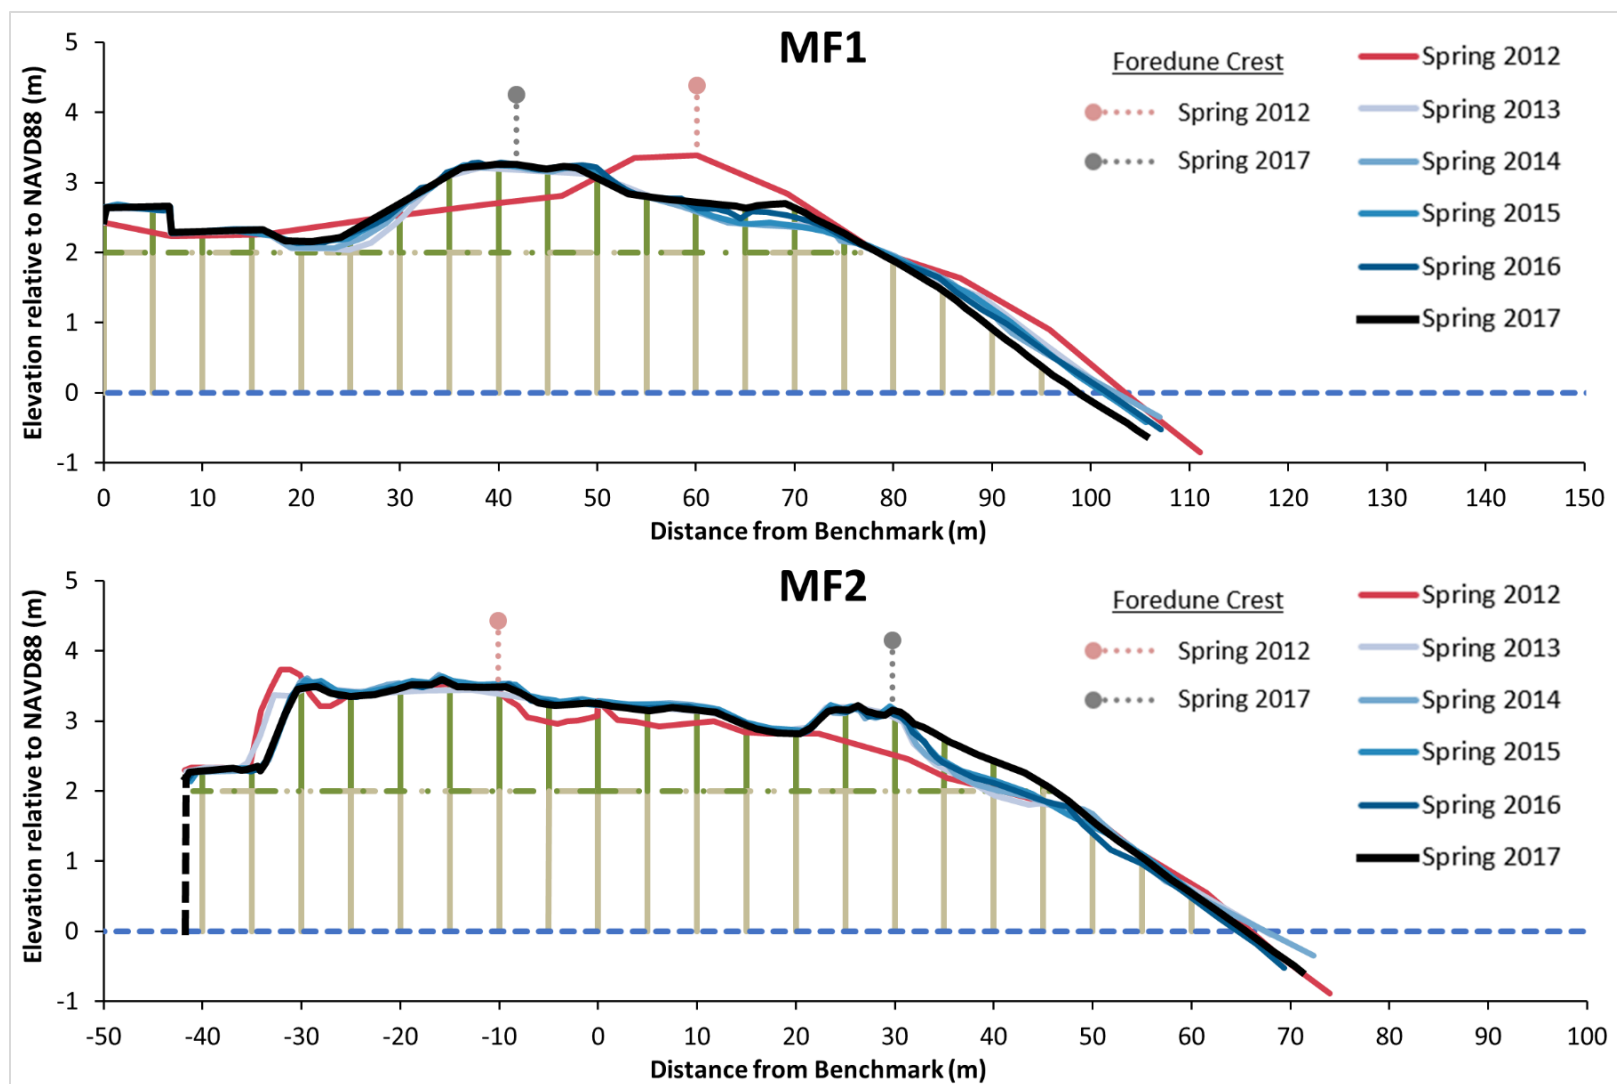 MF1
Elevation relative to NAVD88 (m)
5
4
3
2
1
0
-1
0 10 20 30 40 50 60 70 80 90 100 110 120 130 140 150
Distance from Benchmark (m)
Foredune Crest
Spring 2012
Spring 2017
Spring 2012
Spring 2013
Spring 2014
Spring 2015
Spring 2016
Spring 2017
MF2
Elevation relative to NAVD88 (m)
5
4
3
2
1
0
-1
-50 -40 -30 -20 -10 0 10 20 30 40 50 60 70 80 90 100
Distance from Benchmark (m)
Foredune Crest
Spring 2012
Spring 2017
Spring 2012
Spring 2013
Spring 2014
Spring 2015
Spring 2016
Spring 2017